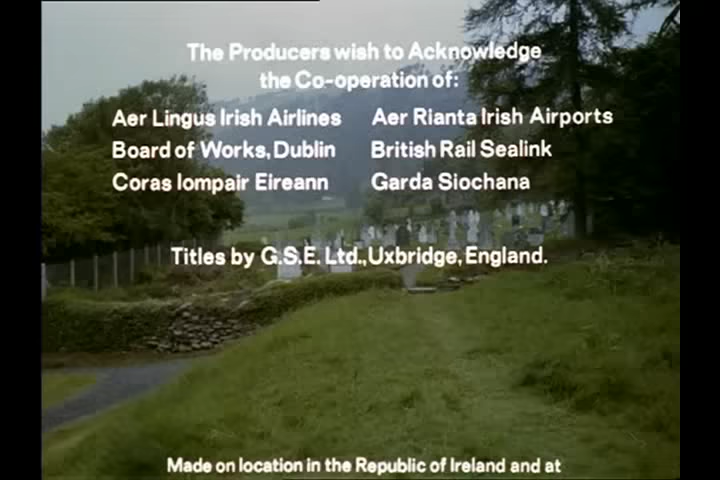 The Producers wish to Acknowledge
the Co-operation of:
Aer Lingus Irish Airlines Aer Rianta Irish Airports
Board of Works, Dublin British Rail Sealink
Coras Iompair Eireann Garda Siochana
Titles by G.S.E. Ltd., Uxbridge, England.
Made on location in the Republic of Ireland and at